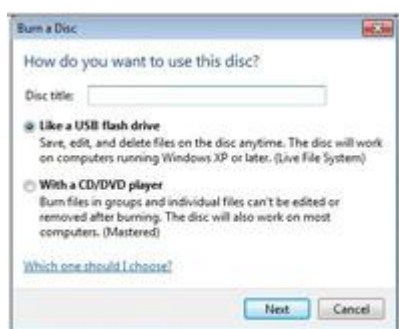 Burn a Disc
How do you want to use this disc?
Disc title:
Like a USB flash drive
Save, edit, and delete files on the disc anytime. The disc will work
on computers running Windows XP or later. (Live File System)
With a CD/DVD player
Burn files in groups and individual files can't be edited or
removed after burning. The disc will also work on most
computers. (Mastered)
Which one should I choose?
Next Cancel